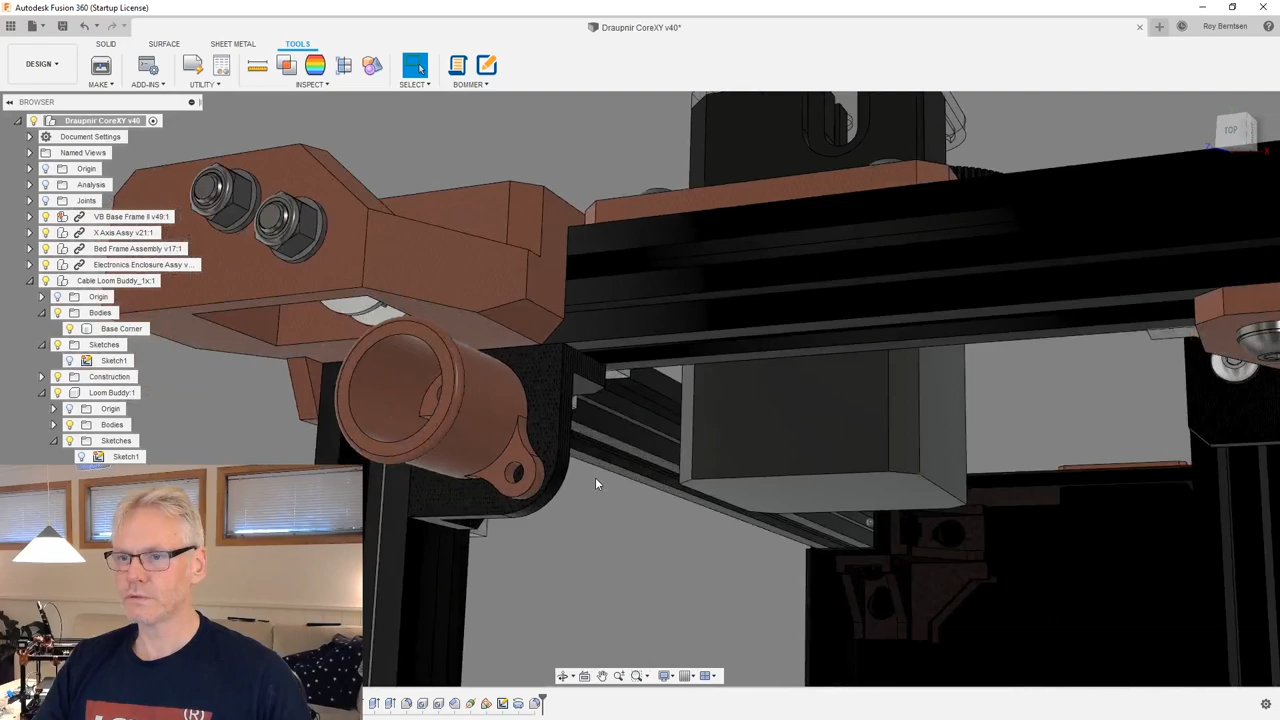 Autodesk Fusion 360 (Startup License)
Draupnir CoreXY v40*
Roy Berntsen
DESIGN
SOLID
SURFACE
SHEET METAL
TOOLS
MAKE
ADD-INS
UTILITY
INSPECT
SELECT
BOMMER
BROWSER
Draupnir CoreXY v40
Document Settings
Named Views
Origin
Analysis
Joints
VB Base Frame II v49:1
X Axis Assy v21:1
Bed Frame Assembly v17:1
Electronics Enclosure Assy v...
Cable Loom Buddy_1x:1
Origin
Bodies
Base Corner
Sketches
Sketch1
Construction
Loom Buddy:1
Origin
Bodies
Sketches
Sketch1
TOP
X
Z
®